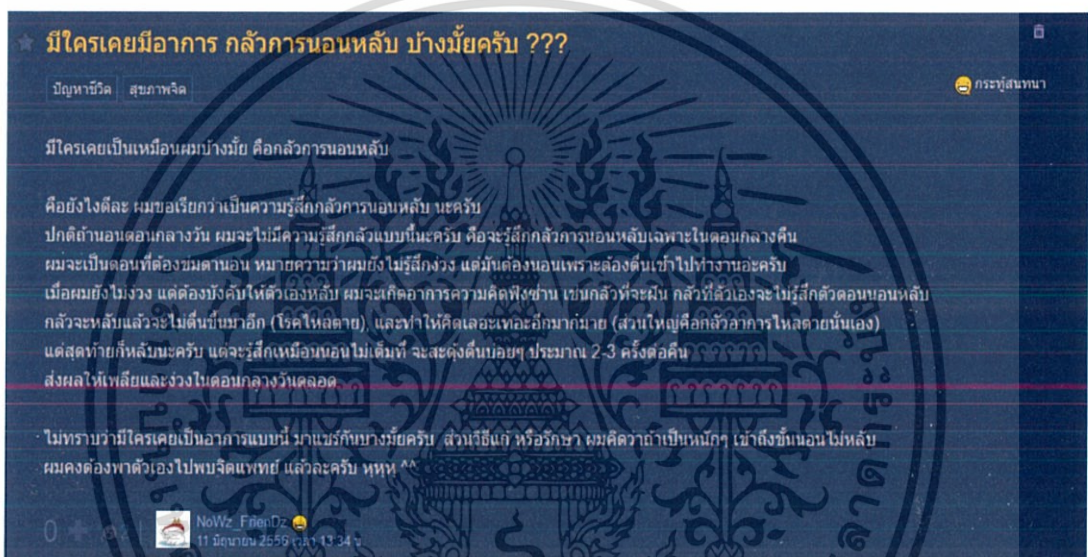 มีใครเคยมีอาการ กลัวการนอนหลับ บ้างมั้ยครับ ???
ปัญหาชีวิต สุขภาพจิต
กระทู้สนทนา
มีใครเคยเป็นเหมือนผมบ้างมั้ย คือกลัวการนอนหลับ
คือยังไงดีละ ผมขอเรียกว่าเป็นความรู้สึกกลัวการนอนหลับ นะครับ
ปกติถ้านอนตอนกลางวัน ผมจะไม่มีความรู้สึกกลัวแบบนี้นะครับ คือจะรู้สึกกลัวการนอนหลับเฉพาะในตอนกลางคืน
ผมจะเป็นตอนที่ต้องข่มตานอน หมายความว่าผมยังไม่รู้สึกง่วง แต่มันต้องนอนเพราะต้องตื่นเช้าไปทำงานอะครับ
เมื่อผมยังไม่ง่วง แต่ต้องบังคับให้ตัวเองหลับ ผมจะเกิดอาการความคิดฟุ้งซ่าน เช่นกลัวที่จะฝัน กลัวที่ตัวเองจะไม่รู้สึกตัวตอนนอนหลับ
กลัวจะหลับแล้วจะไม่ตื่นขึ้นมาอีก (โรคไหลตาย) และทำให้คิดเลอะเทอะอีกมากมาย (ส่วนใหญ่คือกลัวอาการไหลตายนั่นเอง)
แต่สุดท้ายก็หลับนะครับ แต่จะรู้สึกเหมือนนอนไม่เต็มที่ จะสะดุ้งตื่นบ่อยๆ ประมาณ 2-3 ครั้งต่อคืน
ส่งผลให้เพลียและง่วงในตอนกลางวันตลอด
ไม่ทราบว่ามีใครเคยเป็นอาการแบบนี้ มาแชร์กันบ้างมั้ยครับ ส่วนวิธีแก้ หรือรักษา ผมคิดว่าถ้าเป็นหนักๆ เข้าถึงขั้นนอนไม่หลับ
ผมคงต้องพาตัวเองไปพบจิตแพทย์ แล้วละครับ หุหุหุ ^^
0 + 2
NoWz_FrienDz
11 มิถุนายน 2556 เวลา 13:34 น.